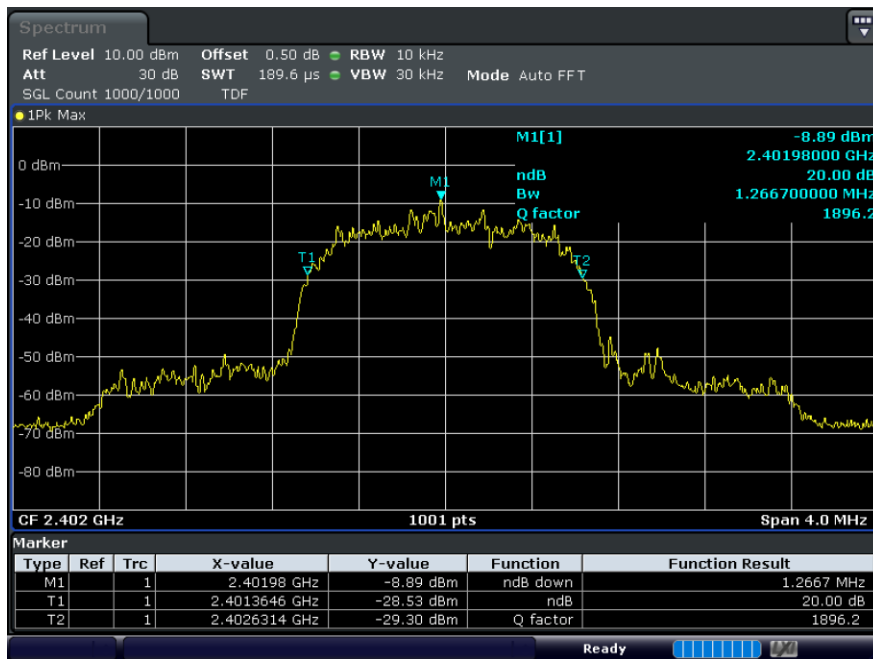 Spectrum
Ref Level 10.00 dBm Offset 0.50 dB RBW 10 kHz
Att 30 dB SWT 189.6 µs VBW 30 kHz Mode Auto FFT
SGL Count 1000/1000 TDF
1Pk Max
M1[1] -8.89 dBm
2.40198000 GHz
0 dBm
ndB 20.00 dB
M1
Bw 1.266700000 MHz
-10 dBm
Q factor 1896.2
-20 dBm
T1
T2
-30 dBm
-40 dBm
-50 dBm
-60 dBm
-70 dBm
-80 dBm
CF 2.402 GHz 1001 pts Span 4.0 MHz
Marker
Type Ref Trc X-value Y-value Function Function Result
M1 1 2.40198 GHz -8.89 dBm ndB down 1.2667 MHz
T1 1 2.4013646 GHz -28.53 dBm ndB 20.00 dB
T2 1 2.4026314 GHz -29.30 dBm Q factor 1896.2
Ready